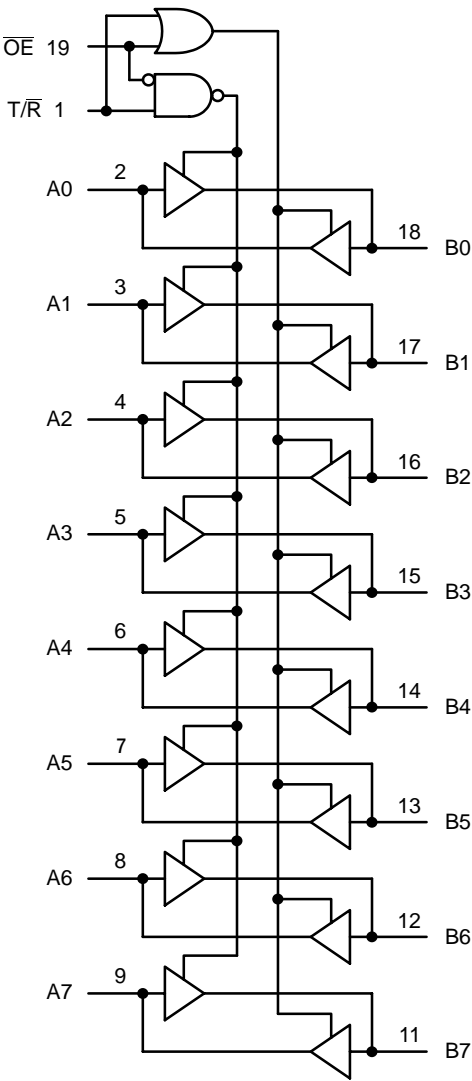 O̅E̅ 19
T/R̅ 1
A0 2
18 B0
A1 3
17 B1
A2 4
16 B2
A3 5
15 B3
A4 6
14 B4
A5 7
13 B5
A6 8
12 B6
A7 9
11 B7